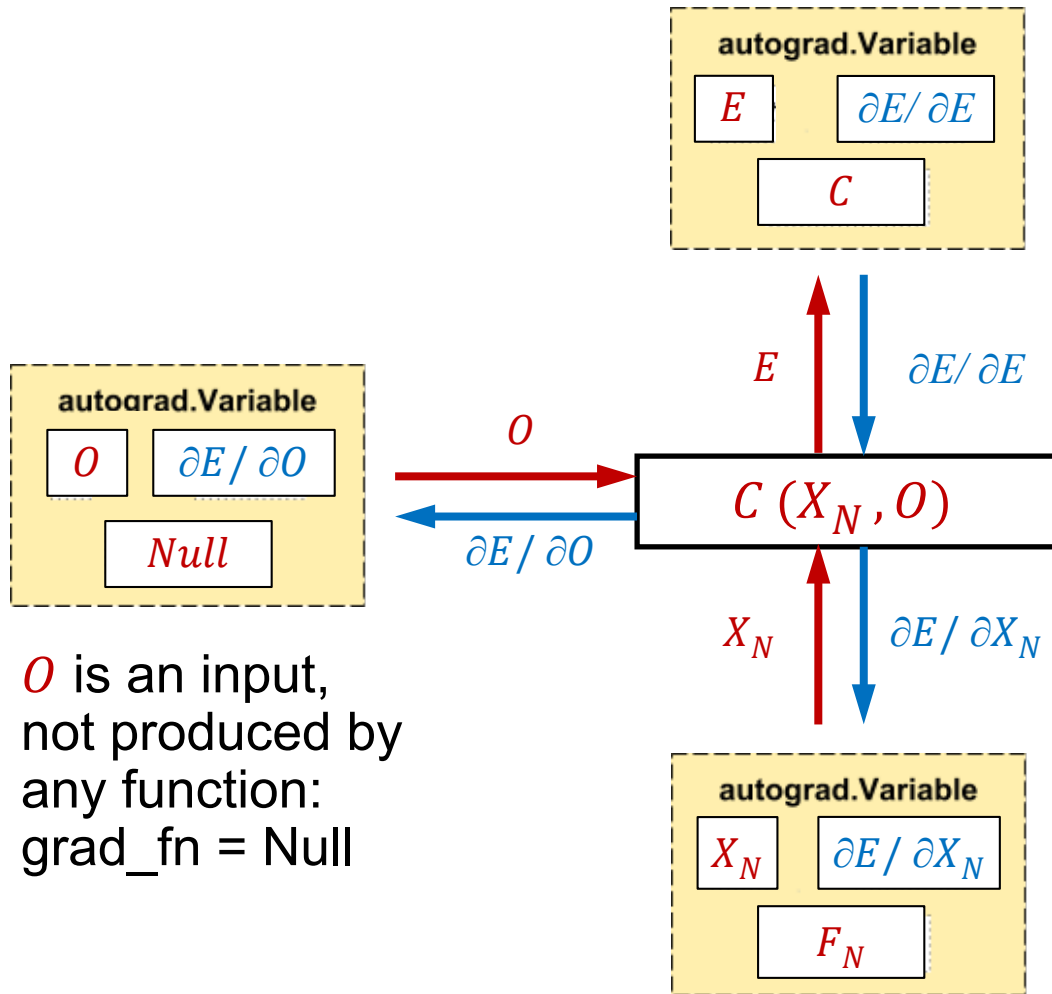 autograd.Variable
E ∂E/ ∂E
C
E ∂E/ ∂E
autograd.Variable
O ∂E/ ∂O
Null
O
∂E/ ∂O
C (X_N, O)
X_N ∂E/ ∂X_N
O is an input,
not produced by
any function:
grad_fn = Null
autograd.Variable
X_N ∂E/ ∂X_N
F_N